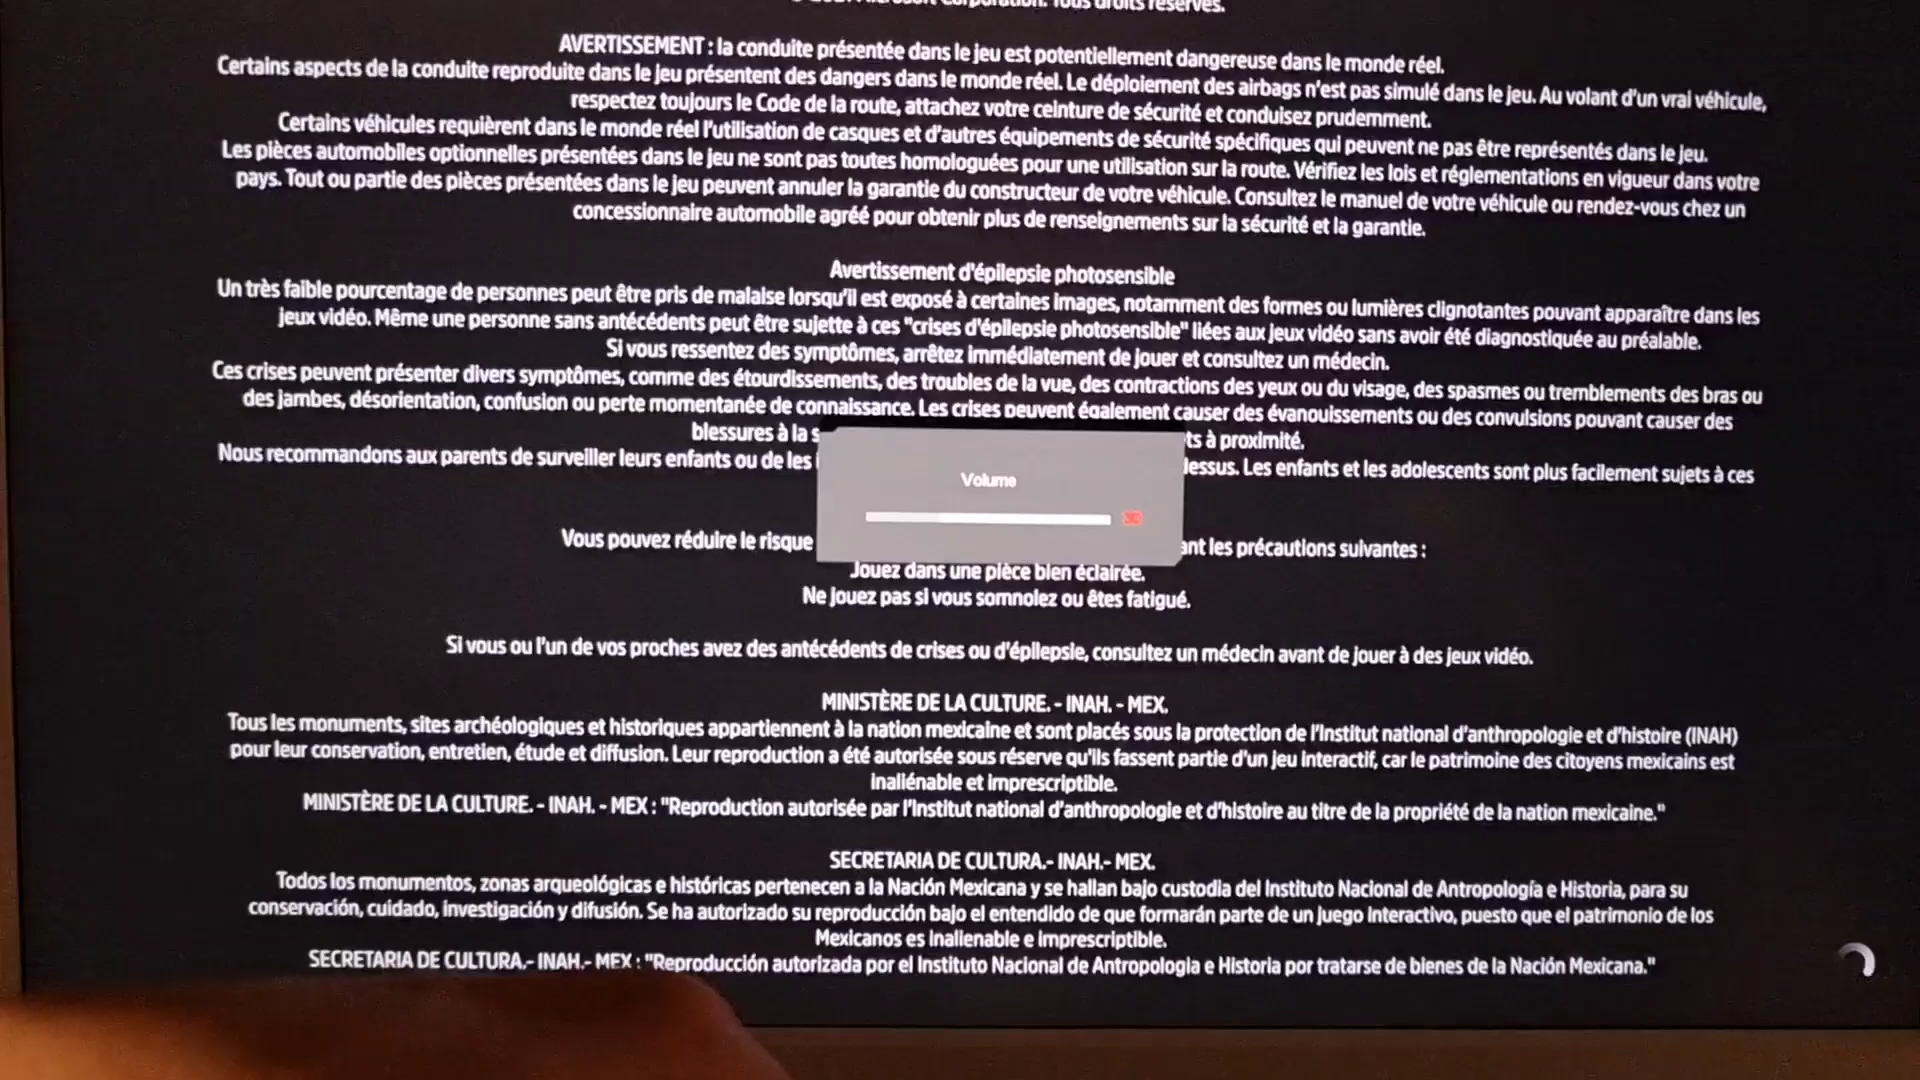 Corporation. Tous droits réservés.
AVERTISSEMENT : la conduite présentée dans le jeu est potentiellement dangereuse dans le monde réel.
Certains aspects de la conduite reproduite dans le jeu présentent des dangers dans le monde réel. Le déploiement des airbags n'est pas simulé dans le jeu. Au volant d'un vrai véhicule,
respectez toujours le Code de la route, attachez votre ceinture de sécurité et conduisez prudemment.
Certains véhicules requièrent dans le monde réel l'utilisation de casques et d'autres équipements de sécurité spécifiques qui peuvent ne pas être représentés dans le jeu.
Les pièces automobiles optionnelles présentées dans le jeu ne sont pas toutes homologuées pour une utilisation sur la route. Vérifiez les lois et réglementations en vigueur dans votre
pays. Tout ou partie des pièces présentées dans le jeu peuvent annuler la garantie du constructeur de votre véhicule. Consultez le manuel de votre véhicule ou rendez-vous chez un
concessionnaire automobile agréé pour obtenir plus de renseignements sur la sécurité et la garantie.
Avertissement d'épilepsie photosensible
Un très faible pourcentage de personnes peut être pris de malaise lorsqu'il est exposé à certaines images, notamment des formes ou lumières clignotantes pouvant apparaître dans les
jeux vidéo. Même une personne sans antécédents peut être sujette à ces "crises d'épilepsie photosensible" liées aux jeux vidéo sans avoir été diagnostiquée au préalable.
Si vous ressentez des symptômes, arrêtez immédiatement de jouer et consultez un médecin.
Ces crises peuvent présenter divers symptômes, comme des étourdissements, des troubles de la vue, des contractions des yeux ou du visage, des spasmes ou tremblements des bras ou
des jambes, désorientation, confusion ou perte momentanée de connaissance. Les crises peuvent également causer des évanouissements ou des convulsions pouvant causer des
blessures à la s ts à proximité.
Nous recommandons aux parents de surveiller leurs enfants ou de les lessus. Les enfants et les adolescents sont plus facilement sujets à ces
Volume
Vous pouvez réduire le risque ant les précautions suivantes :
Jouez dans une pièce bien éclairée.
Ne jouez pas si vous somnolez ou êtes fatigué.
Si vous ou l'un de vos proches avez des antécédents de crises ou d'épilepsie, consultez un médecin avant de jouer à des jeux vidéo.
MINISTÈRE DE LA CULTURE. - INAH. - MEX.
Tous les monuments, sites archéologiques et historiques appartiennent à la nation mexicaine et sont placés sous la protection de l'Institut national d'anthropologie et d'histoire (INAH)
pour leur conservation, entretien, étude et diffusion. Leur reproduction a été autorisée sous réserve qu'ils fassent partie d'un jeu interactif, car le patrimoine des citoyens mexicains est
inaliénable et imprescriptible.
MINISTÈRE DE LA CULTURE. - INAH. - MEX : "Reproduction autorisée par l'Institut national d'anthropologie et d'histoire au titre de la propriété de la nation mexicaine."
SECRETARIA DE CULTURA.- INAH.- MEX.
Todos los monumentos, zonas arqueológicas e históricas pertenecen a la Nación Mexicana y se hallan bajo custodia del Instituto Nacional de Antropología e Historia, para su
conservación, cuidado, investigación y difusión. Se ha autorizado su reproducción bajo el entendido de que formarán parte de un juego interactivo, puesto que el patrimonio de los
Mexicanos es inalienable e imprescriptible.
SECRETARIA DE CULTURA.- INAH.- MEX : "Reproducción autorizada por el Instituto Nacional de Antropologia e Historia por tratarse de bienes de la Nación Mexicana."